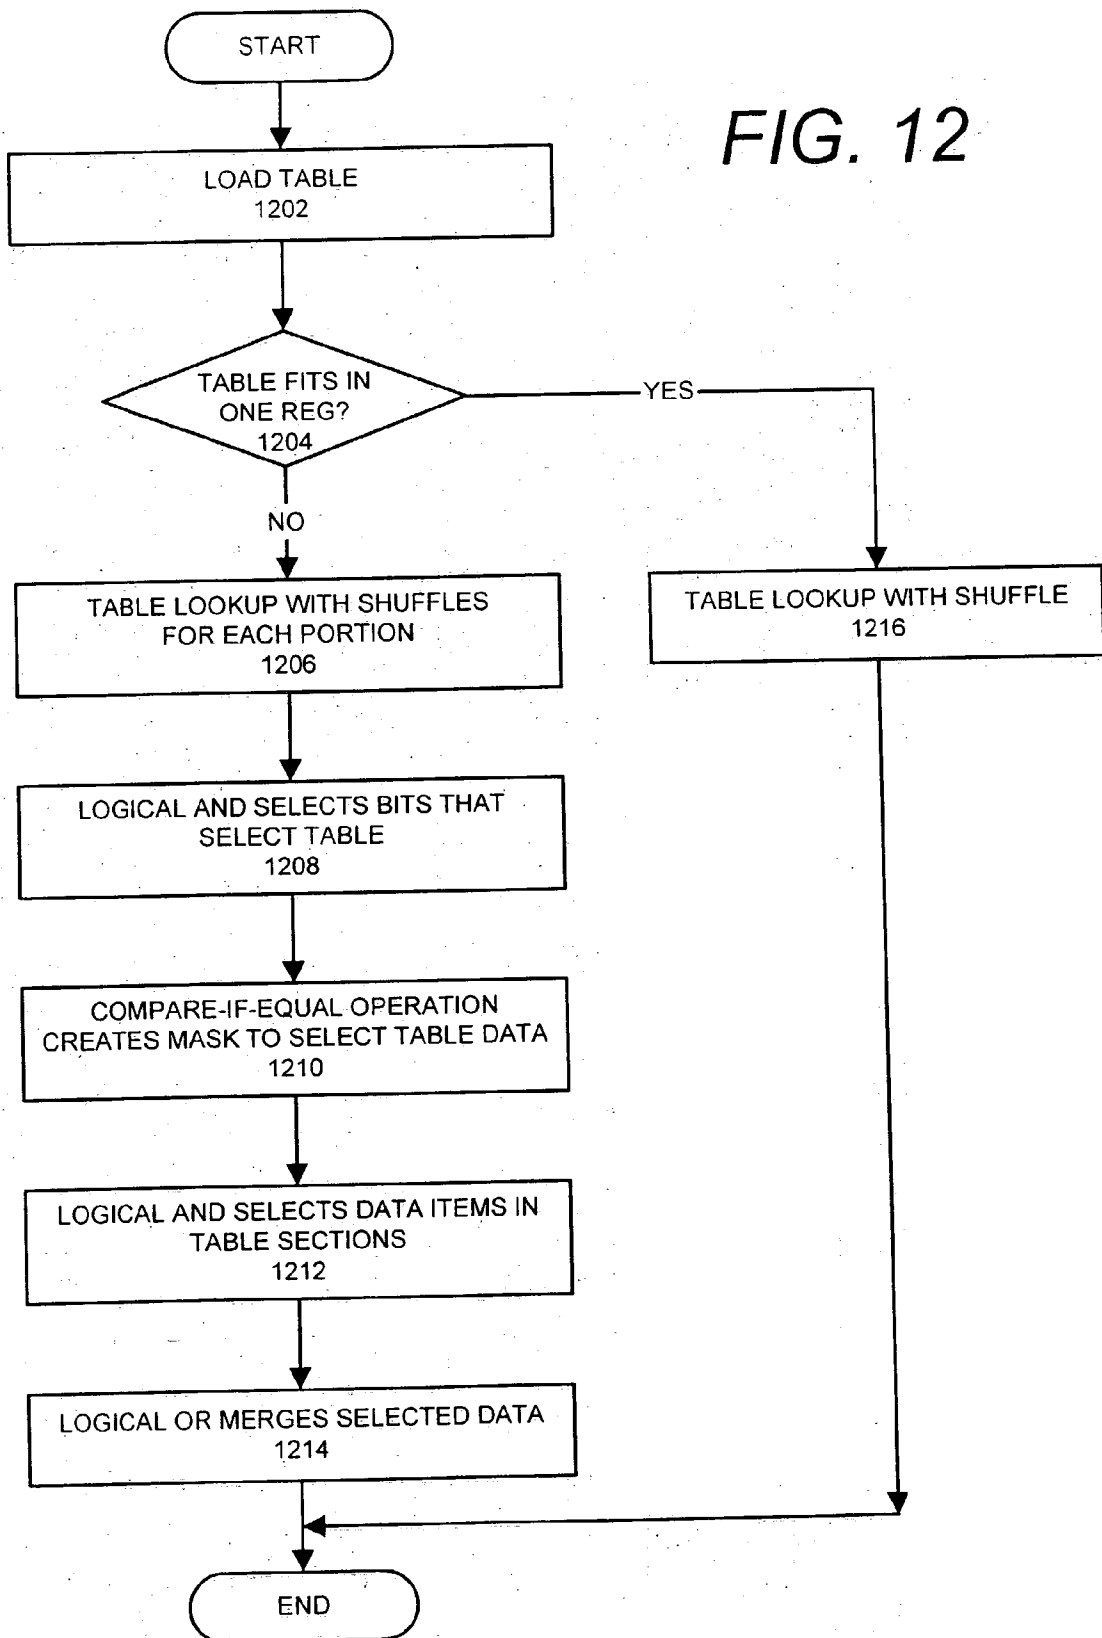 START
FIG. 12
LOAD TABLE
1202
TABLE FITS IN
ONE REG?
1204
YES
NO
TABLE LOOKUP WITH SHUFFLES
FOR EACH PORTION
1206
TABLE LOOKUP WITH SHUFFLE
1216
LOGICAL AND SELECTS BITS THAT
SELECT TABLE
1208
COMPARE-IF-EQUAL OPERATION
CREATES MASK TO SELECT TABLE DATA
1210
LOGICAL AND SELECTS DATA ITEMS IN
TABLE SECTIONS
1212
LOGICAL OR MERGES SELECTED DATA
1214
END